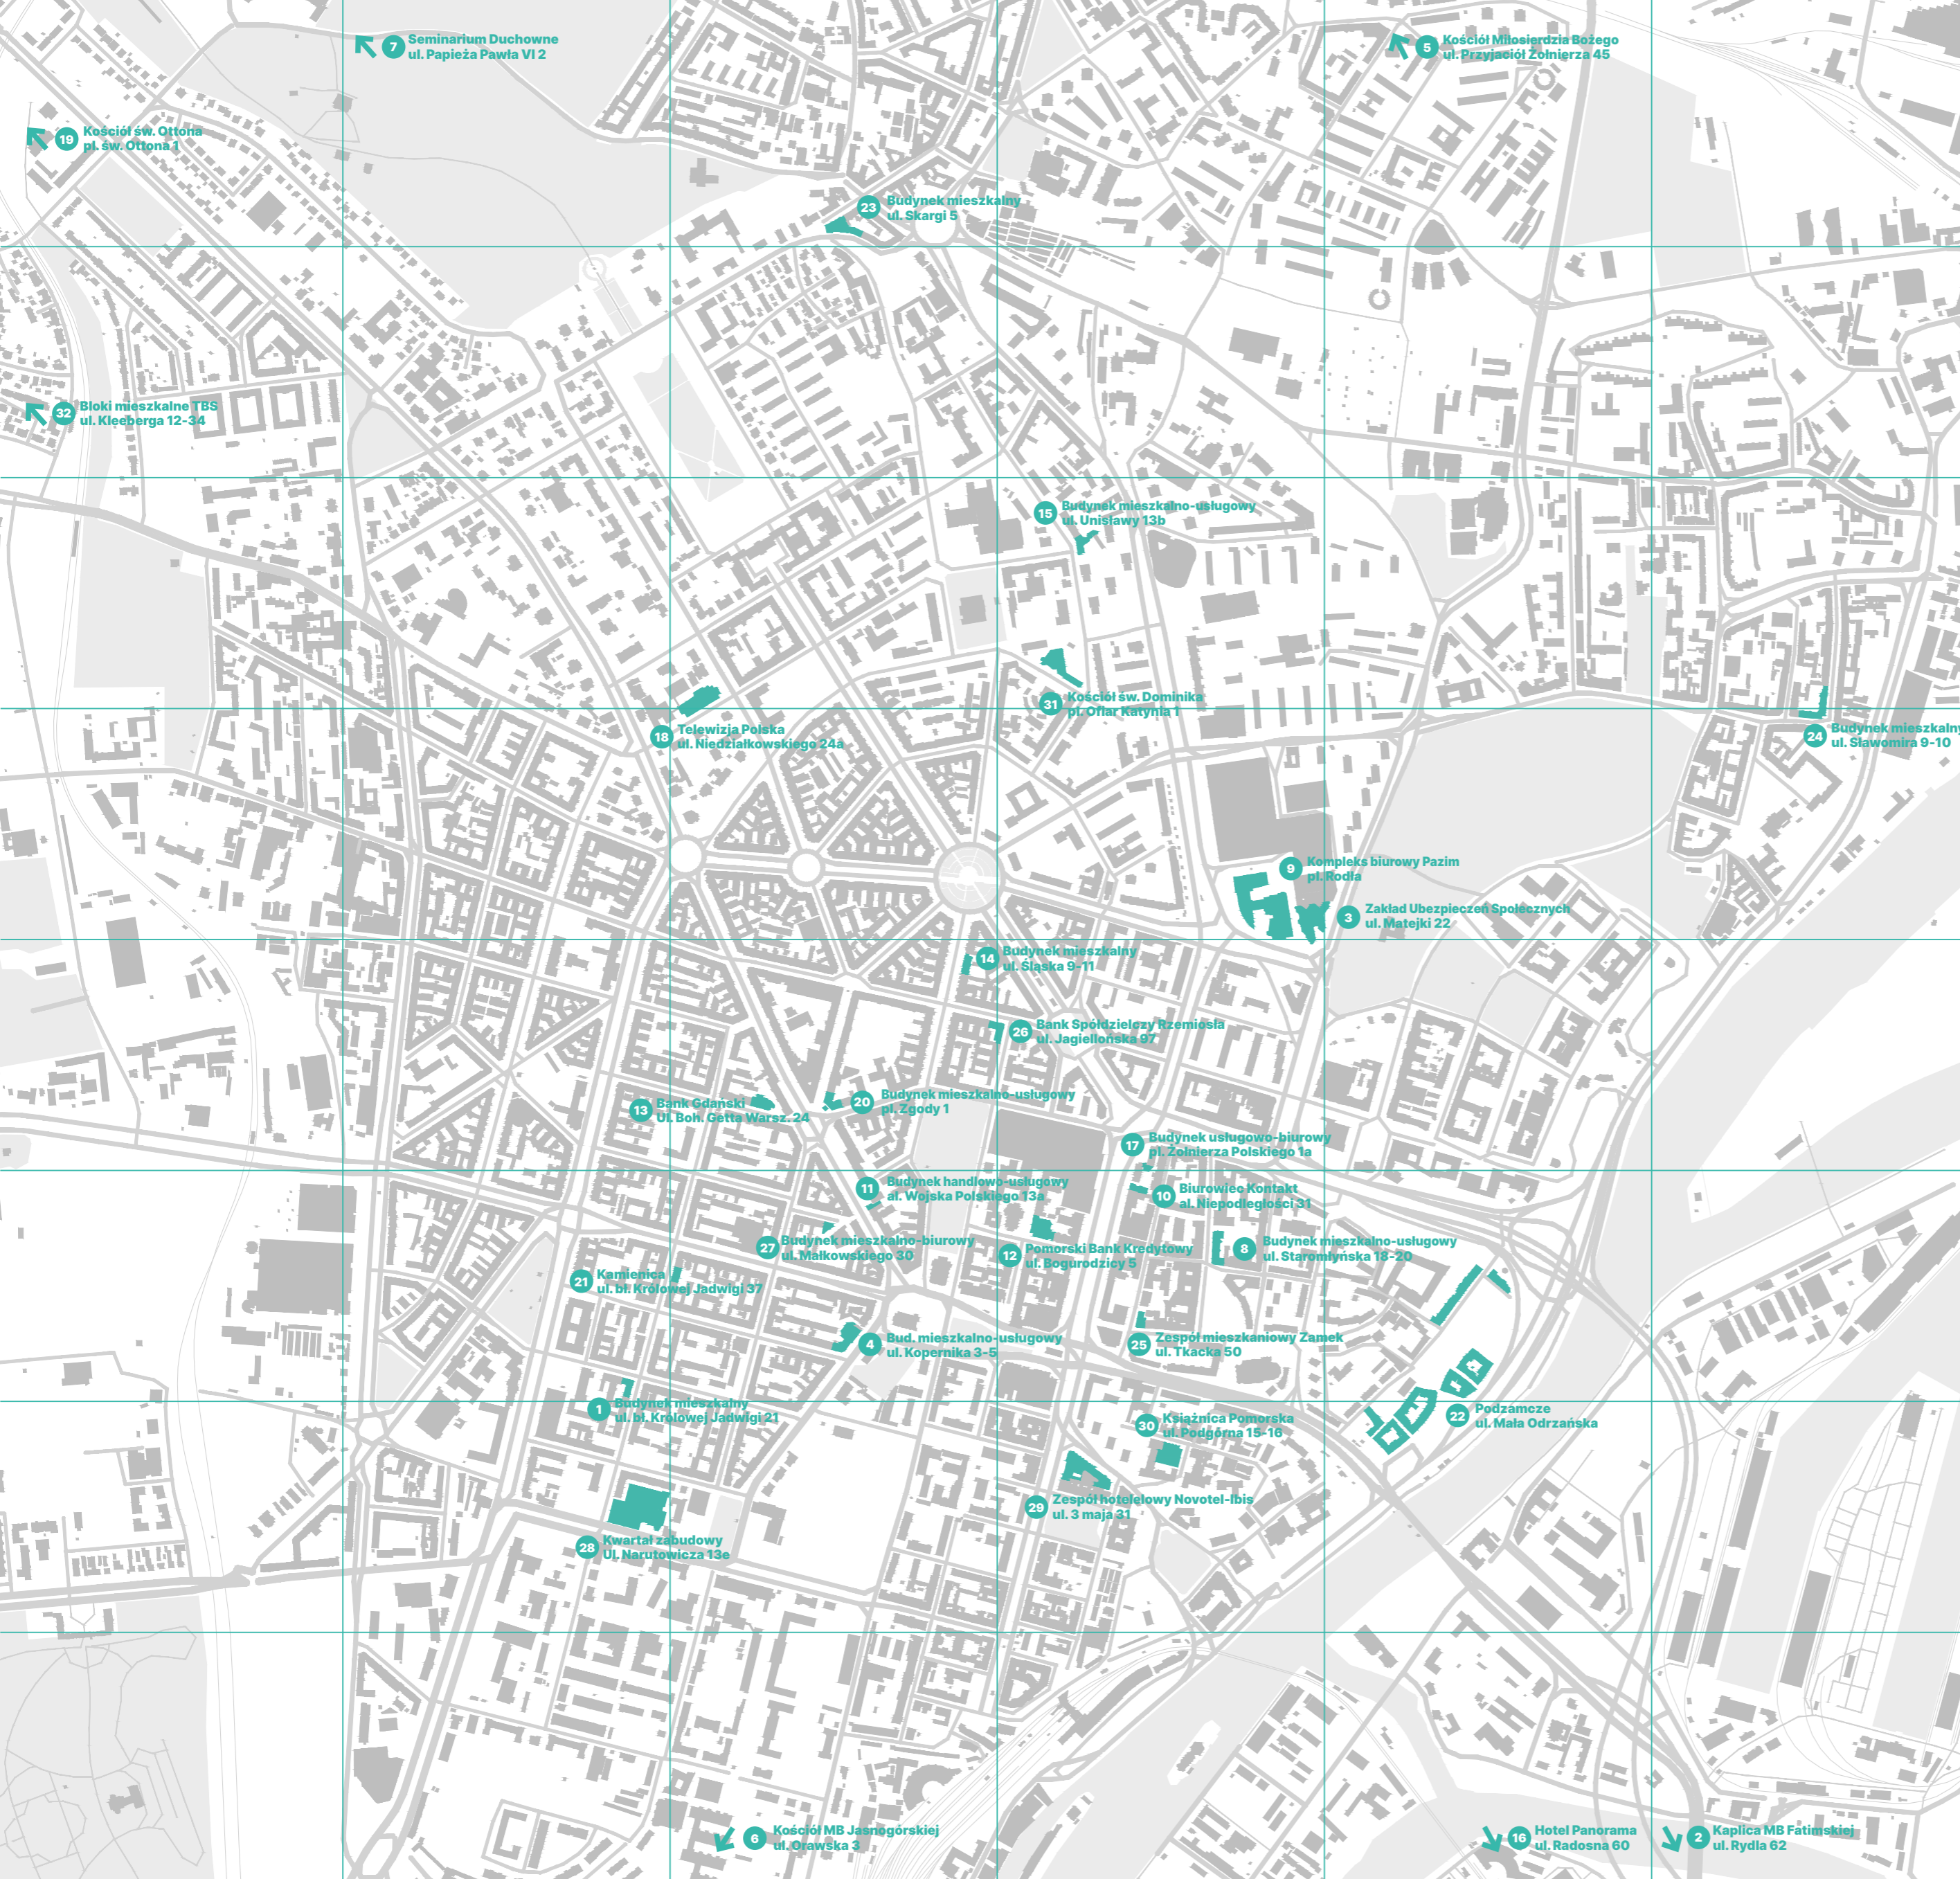 7 Seminarium Duchowne
ul. Papieża Pawła VI 2
5 Kościół Miłosierdzia Bożego
ul. Przyjaciół Żołnierza 45
19 Kościół św. Ottona
pl. św. Ottona 1
23 Budynek mieszkalny
ul. Skargi 5
32 Bloki mieszkalne TBS
ul. Kleeberga 12-34
15 Budynek mieszkalno-usługowy
ul. Unisławy 13b
31 Kościół św. Dominika
pl. Ofiar Katynia 1
18 Telewizja Polska
ul. Niedziałkowskiego 24a
24 Budynek mieszkalny
ul. Sławomira 9-10
9 Kompleks biurowy Pazim
pl. Rodła
3 Zakład Ubezpieczeń Społecznych
ul. Matejki 22
14 Budynek mieszkalny
ul. Śląska 9-11
26 Bank Spółdzielczy Rzemiosła
ul. Jagiellońska 97
13 Bank Gdański
Ul. Boh. Getta Warsz. 24
20 Budynek mieszkalno-usługowy
pl. Zgody 1
17 Budynek usługowo-biurowy
pl. Żołnierza Polskiego 1a
11 Budynek handlowo-usługowy
al. Wojska Polskiego 13a
10 Biurowiec Kontakt
al. Niepodległości 31
27 Budynek mieszkalno-biurowy
ul. Małkowskiego 30
12 Pomorski Bank Kredytowy
ul. Bogurodzicy 5
8 Budynek mieszkalno-usługowy
ul. Staromłyńska 18-20
21 Kamienica
ul. bł. Królowej Jadwigi 37
4 Bud. mieszkalno-usługowy
ul. Kopernika 3-5
25 Zespół mieszkaniowy Zamek
ul. Tkacka 50
1 Budynek mieszkalny
ul. bł. Królowej Jadwigi 21
30 Książnica Pomorska
ul. Podgórna 15-16
22 Podzamcze
ul. Mała Odrzańska
29 Zespół hotelelowy Novotel-Ibis
ul. 3 maja 31
28 Kwartał zabudowy
Ul. Narutowicza 13e
6 Kościół MB Jasnogórskiej
ul. Orawska 3
16 Hotel Panorama
ul. Radosna 60
2 Kaplica MB Fatimskiej
ul. Rydla 62